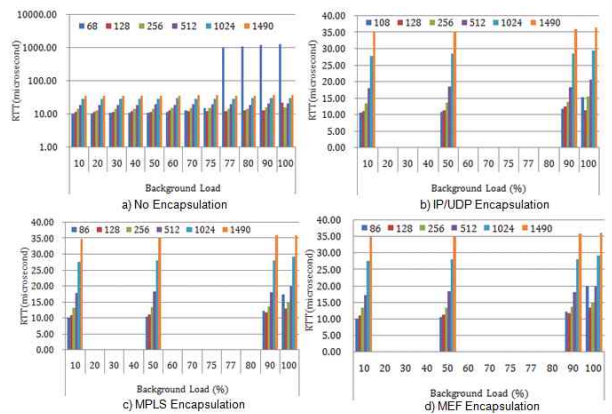 68 128 256 512 1024 1490
10000.00
1000.00
100.00
10.00
1.00
RTT(microsecond)
10 20 30 40 50 60 70 75 77 80 90 100
Background Load
a) No Encapsulation
108 128 256 512 1024 1490
40.00
35.00
30.00
25.00
20.00
15.00
10.00
5.00
0.00
RTT(microsecond)
10 20 30 40 50 60 70 77 80 90 100
Background Load (%)
b) IP/UDP Encapsulation
86 128 256 512 1024 1490
40.00
35.00
30.00
25.00
20.00
15.00
10.00
5.00
0.00
RTT(microsecond)
10 20 30 40 50 60 70 77 80 90 100
Background Load (%)
c) MPLS Encapsulation
86 128 256 512 1024 1490
40.00
35.00
30.00
25.00
20.00
15.00
10.00
5.00
0.00
RTT(microsecond)
10 20 30 40 50 60 70 77 80 90 100
Background Load (%)
d) MEF Encapsulation